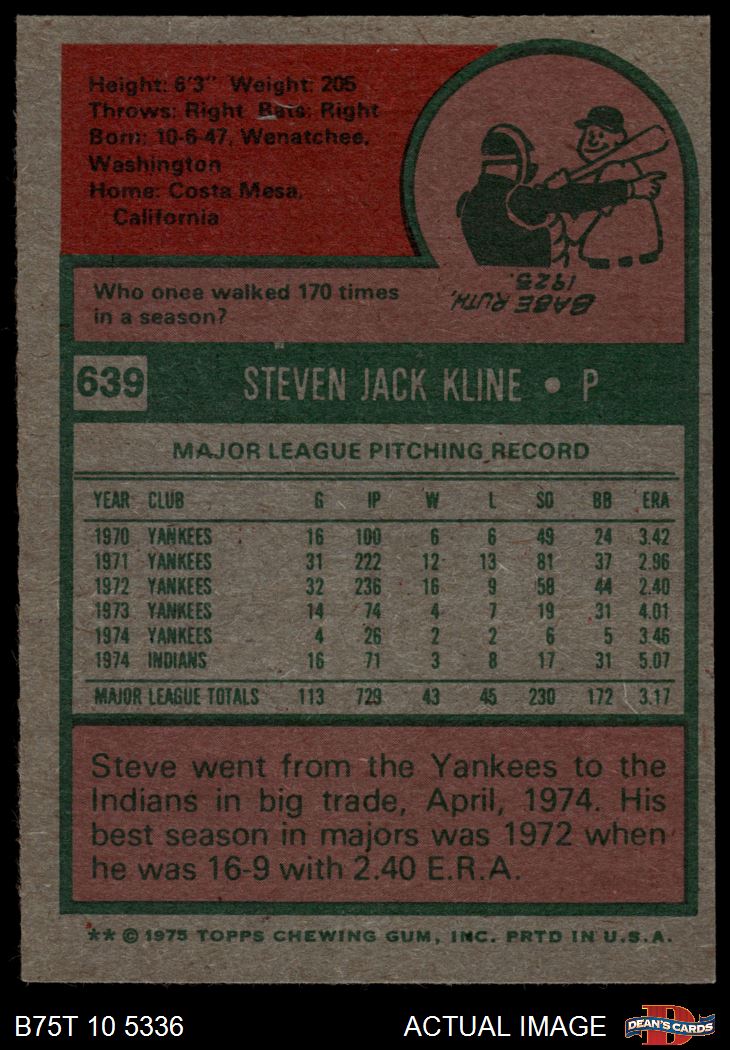 Height: 6'3" Weight: 205
Throws: Right Bats: Right
Born: 10-6-47, Wenatchee,
Washington
Home: Costa Mesa,
California
Who once walked 170 times
in a season?
BABE RUTH,
1925.
639 STEVEN JACK KLINE • P
MAJOR LEAGUE PITCHING RECORD
YEAR CLUB G IP W L SO BB ERA
1970 YANKEES 16 100 6 6 49 24 3.42
1971 YANKEES 31 222 12 13 81 37 2.96
1972 YANKEES 32 236 16 9 58 44 2.40
1973 YANKEES 14 74 4 7 19 31 4.01
1974 YANKEES 4 26 2 2 6 5 3.46
1974 INDIANS 16 71 3 8 17 31 5.07
MAJOR LEAGUE TOTALS 113 729 43 45 230 172 3.17
Steve went from the Yankees to the
Indians in big trade, April, 1974. His
best season in majors was 1972 when
he was 16-9 with 2.40 E.R.A.
** © 1975 TOPPS CHEWING GUM, INC. PRTD IN U.S.A.
B75T 10 5336 ACTUAL IMAGE D DEAN'S CARDS